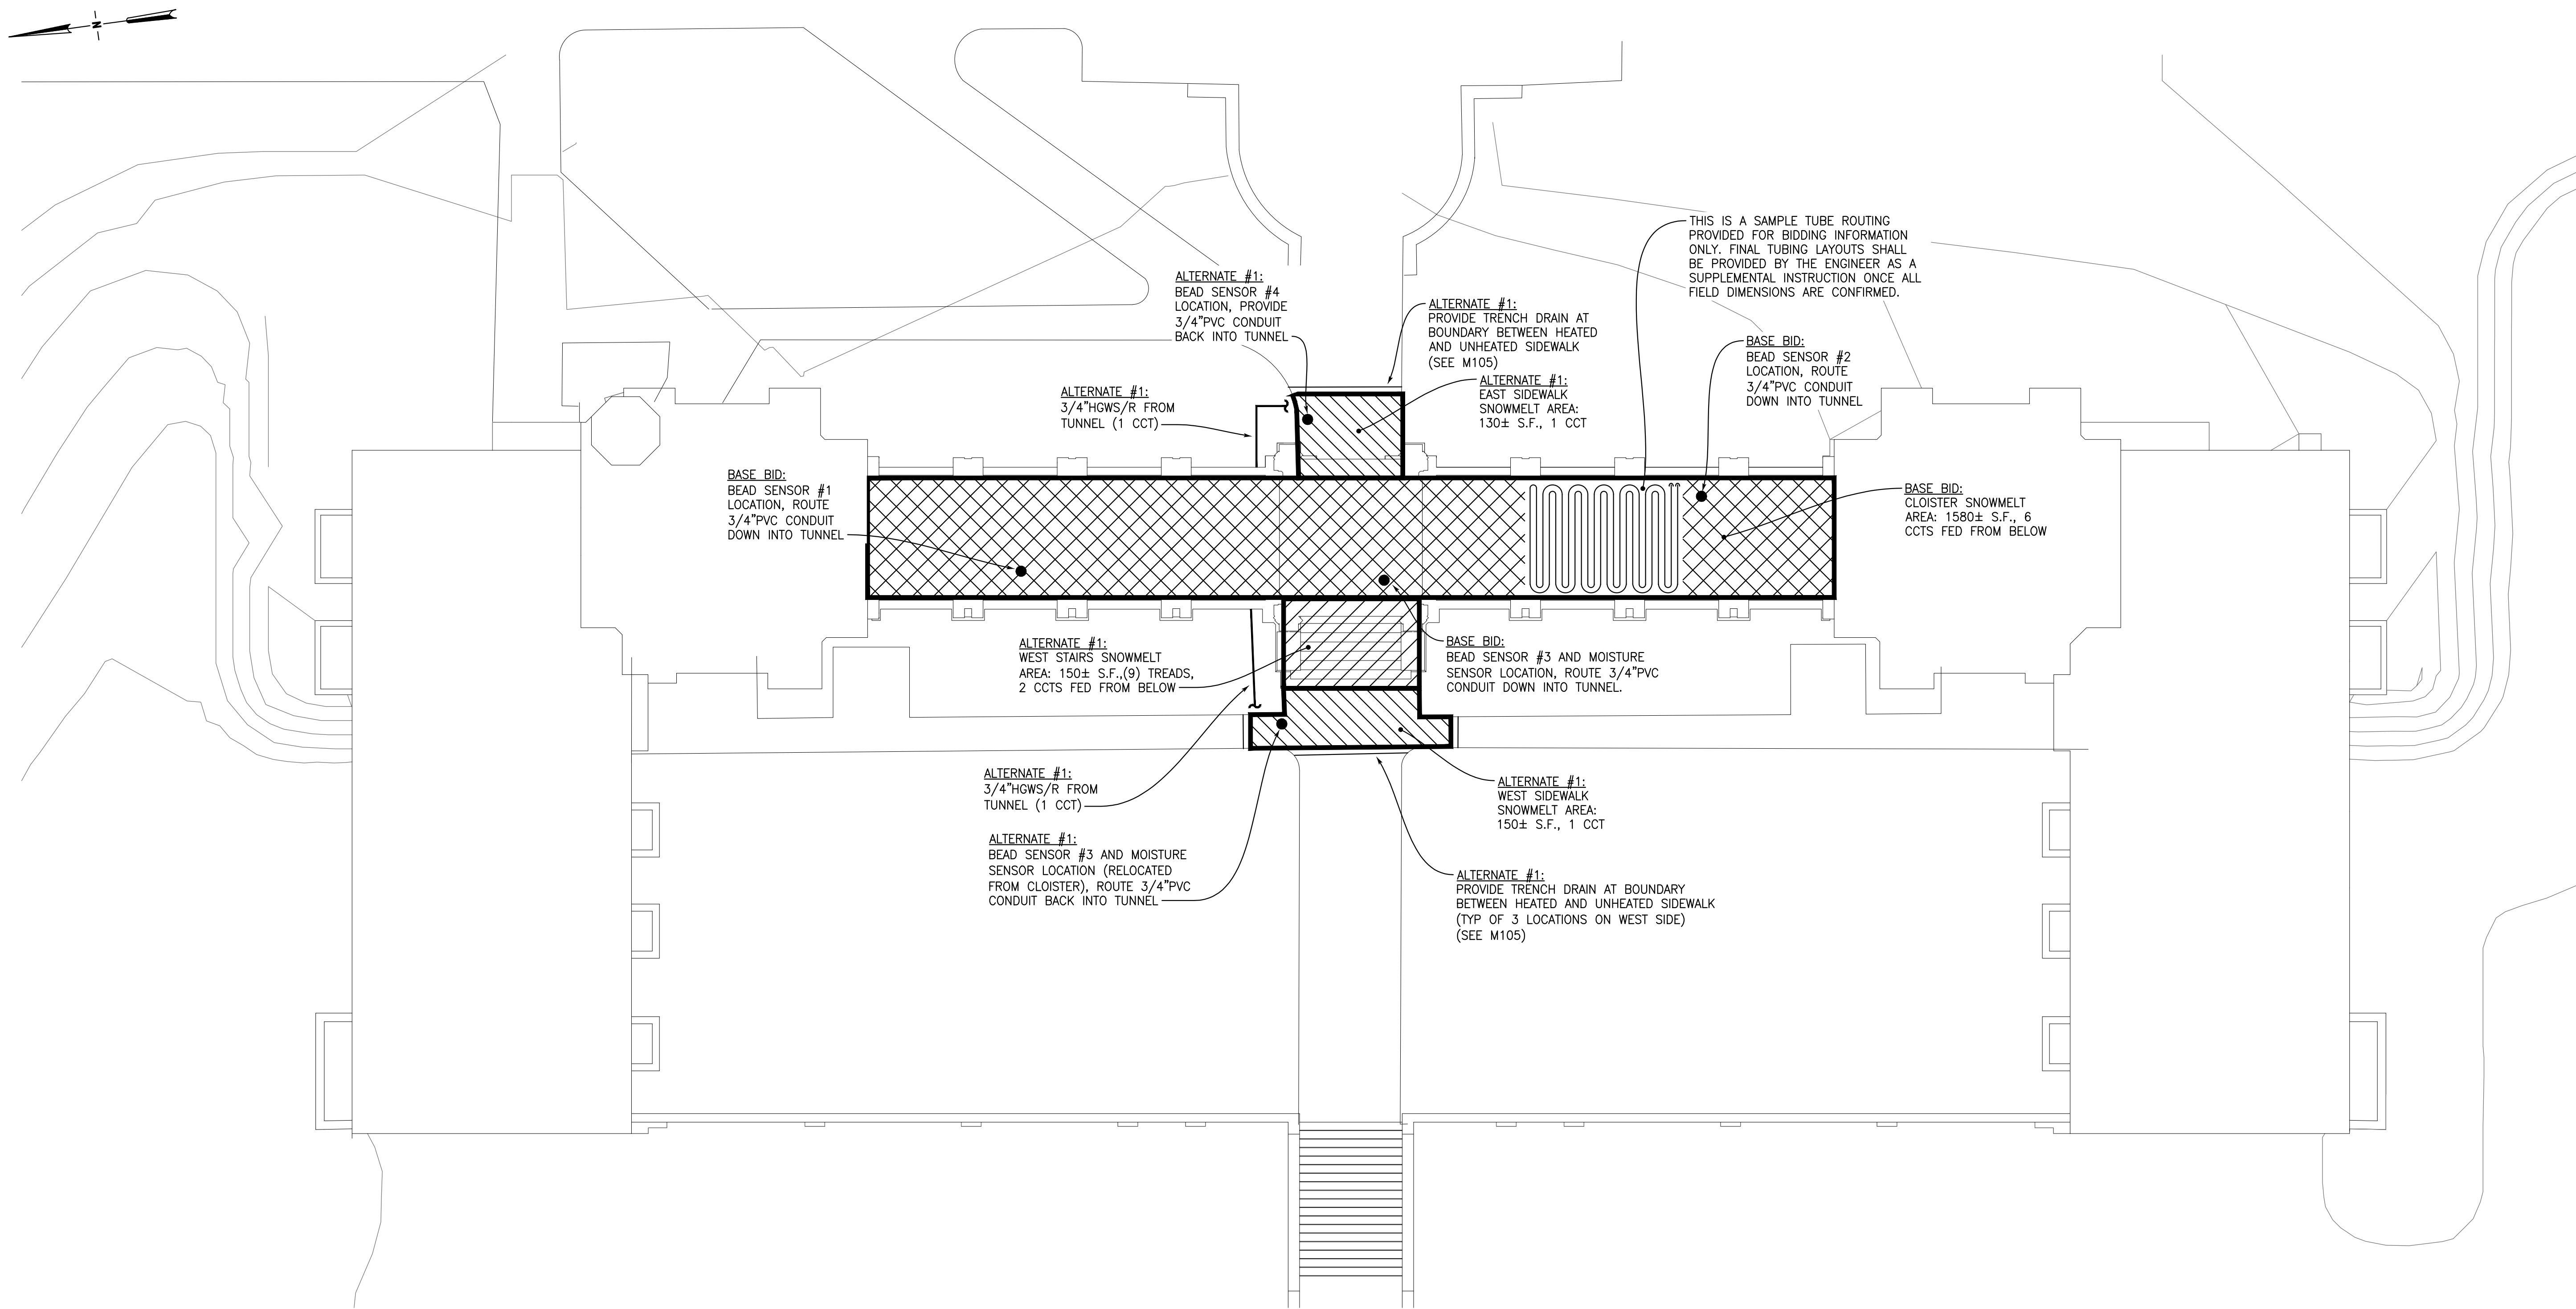 N
THIS IS A SAMPLE TUBE ROUTING
PROVIDED FOR BIDDING INFORMATION
ONLY. FINAL TUBING LAYOUTS SHALL
BE PROVIDED BY THE ENGINEER AS A
SUPPLEMENTAL INSTRUCTION ONCE ALL
FIELD DIMENSIONS ARE CONFIRMED.
ALTERNATE #1:
BEAD SENSOR #4
LOCATION, PROVIDE
3/4"PVC CONDUIT
BACK INTO TUNNEL
ALTERNATE #1:
PROVIDE TRENCH DRAIN AT
BOUNDARY BETWEEN HEATED
AND UNHEATED SIDEWALK
(SEE M105)
BASE BID:
BEAD SENSOR #2
LOCATION, ROUTE
3/4"PVC CONDUIT
DOWN INTO TUNNEL
ALTERNATE #1:
EAST SIDEWALK
SNOWMELT AREA:
130± S.F., 1 CCT
ALTERNATE #1:
3/4"HGWS/R FROM
TUNNEL (1 CCT)
BASE BID:
BEAD SENSOR #1
LOCATION, ROUTE
3/4"PVC CONDUIT
DOWN INTO TUNNEL
BASE BID:
CLOISTER SNOWMELT
AREA: 1580± S.F., 6
CCTS FED FROM BELOW
ALTERNATE #1:
WEST STAIRS SNOWMELT
AREA: 150± S.F.,(9) TREADS,
2 CCTS FED FROM BELOW
BASE BID:
BEAD SENSOR #3 AND MOISTURE
SENSOR LOCATION, ROUTE 3/4"PVC
CONDUIT DOWN INTO TUNNEL.
ALTERNATE #1:
3/4"HGWS/R FROM
TUNNEL (1 CCT)
ALTERNATE #1:
WEST SIDEWALK
SNOWMELT AREA:
150± S.F., 1 CCT
ALTERNATE #1:
BEAD SENSOR #3 AND MOISTURE
SENSOR LOCATION (RELOCATED
FROM CLOISTER), ROUTE 3/4"PVC
CONDUIT BACK INTO TUNNEL
ALTERNATE #1:
PROVIDE TRENCH DRAIN AT BOUNDARY
BETWEEN HEATED AND UNHEATED SIDEWALK
(TYP OF 3 LOCATIONS ON WEST SIDE)
(SEE M105)